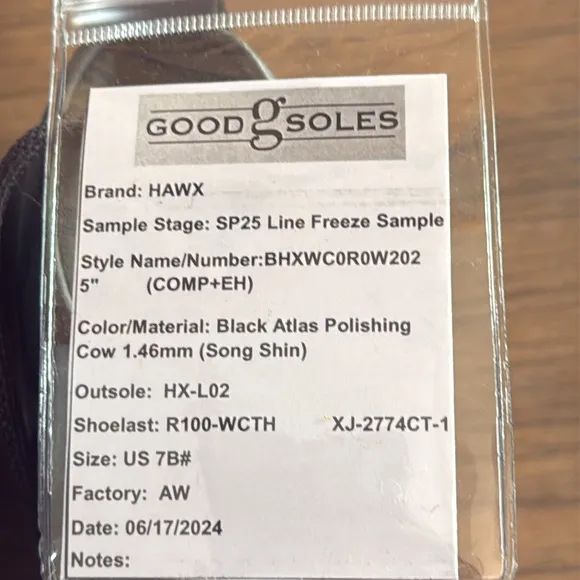 GOOD g SOLES
Brand: HAWX
Sample Stage: SP25 Line Freeze Sample
Style Name/Number:BHXWC0R0W202
5" (COMP+EH)
Color/Material: Black Atlas Polishing
Cow 1.46mm (Song Shin)
Outsole: HX-L02
Shoelast: R100-WCTH XJ-2774CT-1
Size: US 7B#
Factory: AW
Date: 06/17/2024
Notes: